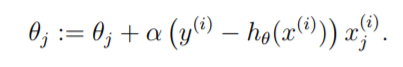 θ_j := θ_j + α (y^{(i)} − h_θ(x^{(i)})) x_j^{(i)}.